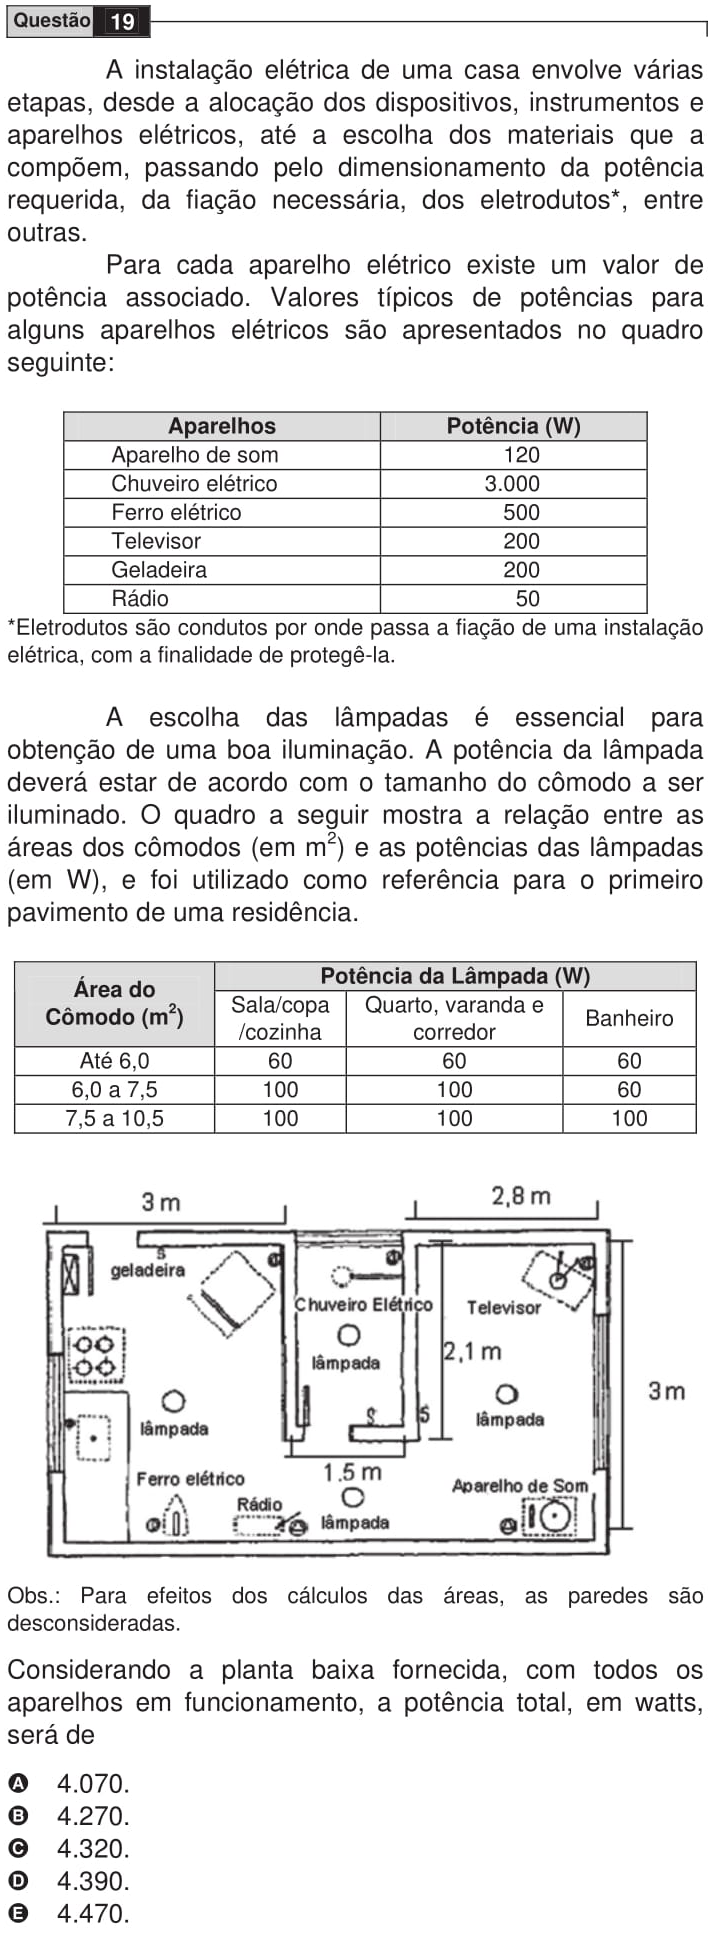 Questão 19
A instalação elétrica de uma casa envolve várias
etapas, desde a alocação dos dispositivos, instrumentos e
aparelhos elétricos, até a escolha dos materiais que a
compõem, passando pelo dimensionamento da potência
requerida, da fiação necessária, dos eletrodutos*, entre
outras.
Para cada aparelho elétrico existe um valor de
potência associado. Valores típicos de potências para
alguns aparelhos elétricos são apresentados no quadro
seguinte:
Aparelhos Potência (W)
Aparelho de som 120
Chuveiro elétrico 3.000
Ferro elétrico 500
Televisor 200
Geladeira 200
Rádio 50
*Eletrodutos são condutos por onde passa a fiação de uma instalação
elétrica, com a finalidade de protegê-la.
A escolha das lâmpadas é essencial para
obtenção de uma boa iluminação. A potência da lâmpada
deverá estar de acordo com o tamanho do cômodo a ser
iluminado. O quadro a seguir mostra a relação entre as
áreas dos cômodos (em m²) e as potências das lâmpadas
(em W), e foi utilizado como referência para o primeiro
pavimento de uma residência.
Área do
Cômodo (m²)
Potência da Lâmpada (W)
Sala/copa
/cozinha
Quarto, varanda e
corredor
Banheiro
Até 6,0 60 60 60
6,0 a 7,5 100 100 60
7,5 a 10,5 100 100 100
3 m
2,8 m
geladeira
Chuveiro Elétrico
Televisor
lâmpada
2,1 m
3 m
lâmpada
lâmpada
Ferro elétrico
1.5 m
Aparelho de Som
Rádio
lâmpada
Obs.: Para efeitos dos cálculos das áreas, as paredes são
desconsideradas.
Considerando a planta baixa fornecida, com todos os
aparelhos em funcionamento, a potência total, em watts,
será de
A 4.070.
B 4.270.
C 4.320.
D 4.390.
E 4.470.